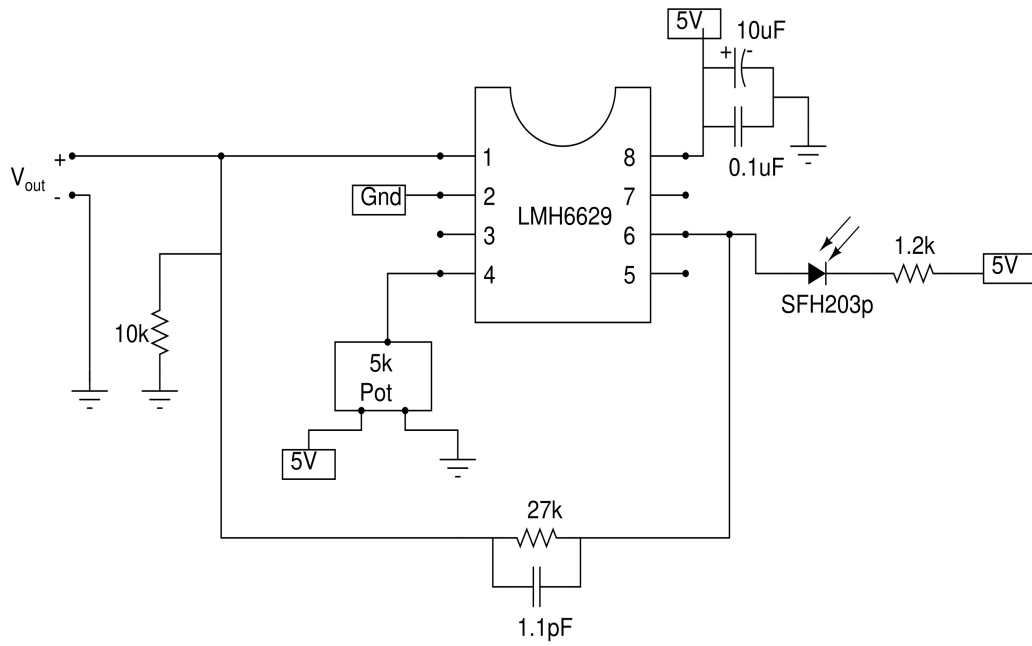 5V
10uF
+ -
0.1uF
+
Vout
-
1
8
Gnd
2
7
LMH6629
3
6
4
5
1.2k
5V
SFH203p
10k
5k
Pot
5V
27k
1.1pF